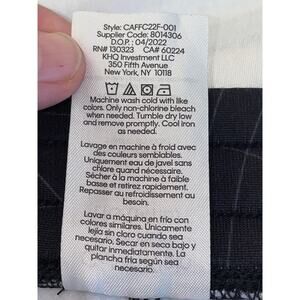 Style: CAFFC22F-001
Supplier Code: 8014306
D.O.P. : 04/2022
RN# 130323 CA# 60224
KHQ Investment LLC
350 Fifth Avenue
New York, NY 10118
Machine wash cold with like
colors. Only non-chlorine bleach
when needed. Tumble dry low
and remove promptly. Cool iron
as needed.
Lavage en machine à froid avec
des couleurs semblables.
Uniquement eau de javel sans
chlore quand nécessaire.
Sécher à la machine à faible
basse et retirez rapidement.
Repasser au refroidissement au
besoin.
Lavar a máquina en frío con
colores similares. Unicamente
lejía sin cloro cuando sea
necesario. Secar en seco bajo y
quitar inmediatamente. La
plancha fría según sea
necesario.